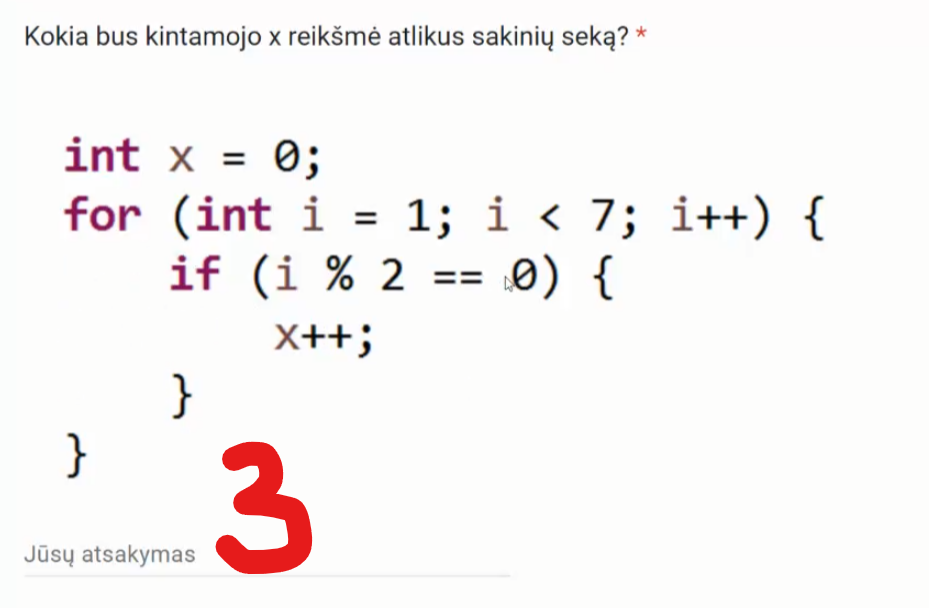 Kokia bus kintamojo x reikšmė atlikus sakinių seką? *
int x = 0;
for (int i = 1; i < 7; i++) {
if (i % 2 == 0) {
x++;
}
}
3
Jūsų atsakymas